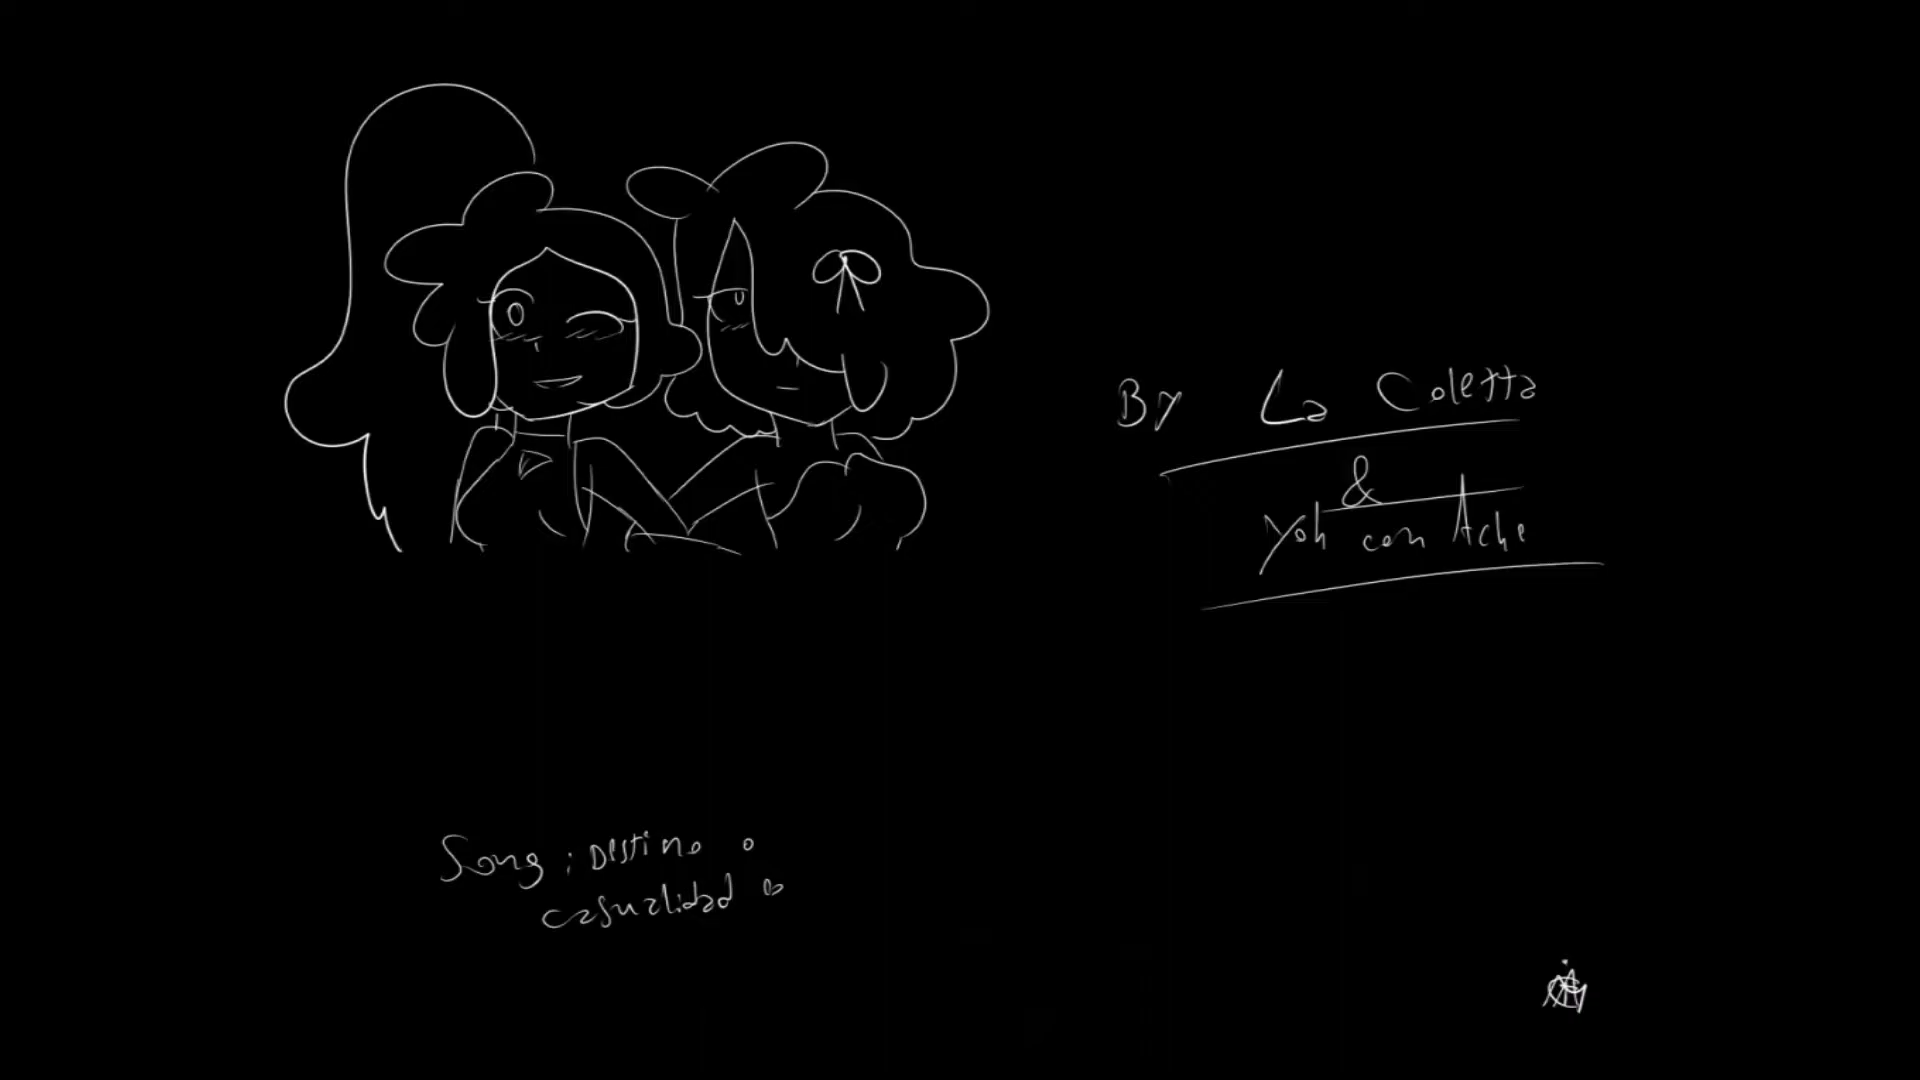 By La Coletta
&
Yoh con Ache
Song: Destino o
casualidad